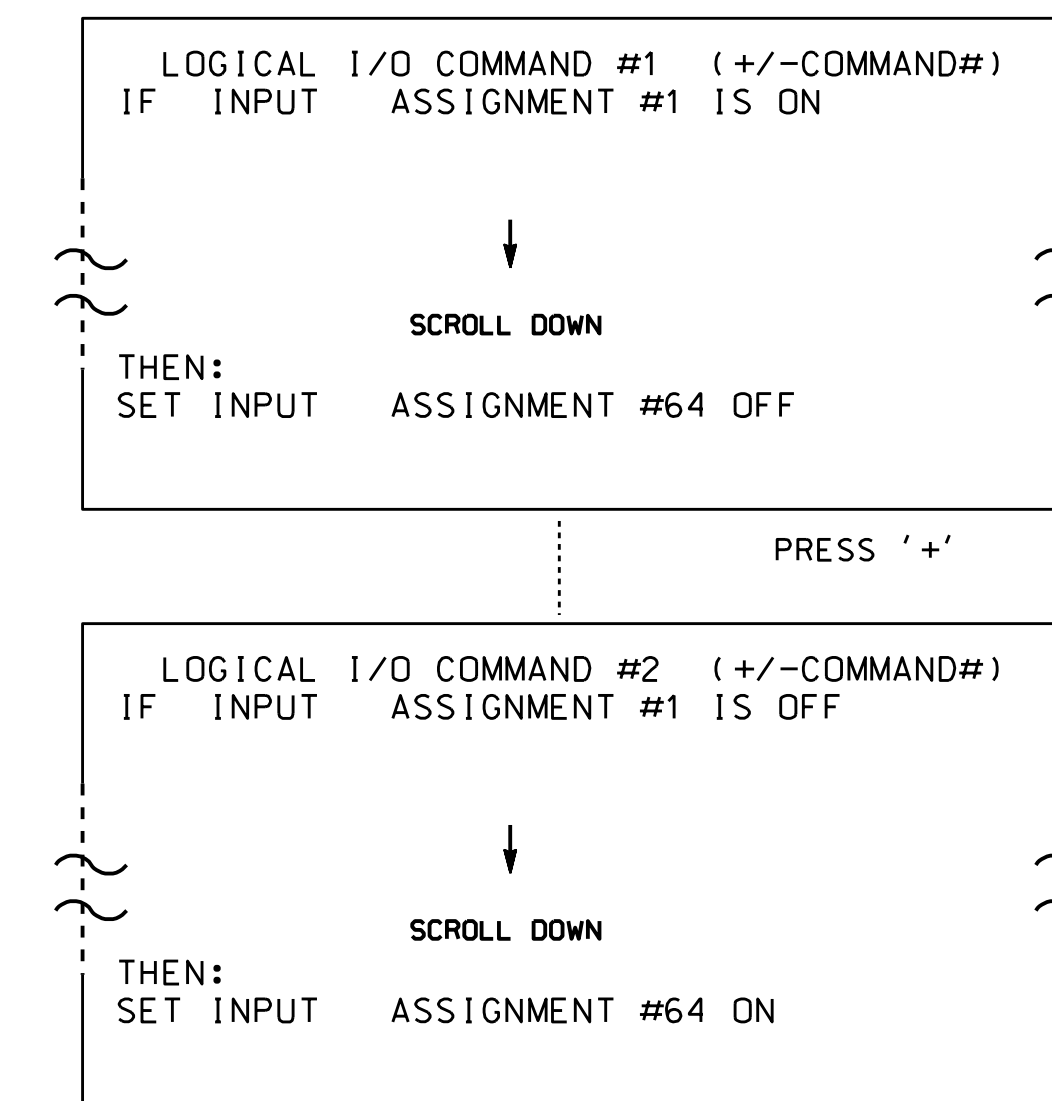 LOGICAL I/O COMMAND #1 (+/-COMMAND#)
IF INPUT ASSIGNMENT #1 IS ON
SCROLL DOWN
THEN:
SET INPUT ASSIGNMENT #64 OFF
PRESS '+'
LOGICAL I/O COMMAND #2 (+/-COMMAND#)
IF INPUT ASSIGNMENT #1 IS OFF
SCROLL DOWN
THEN:
SET INPUT ASSIGNMENT #64 ON